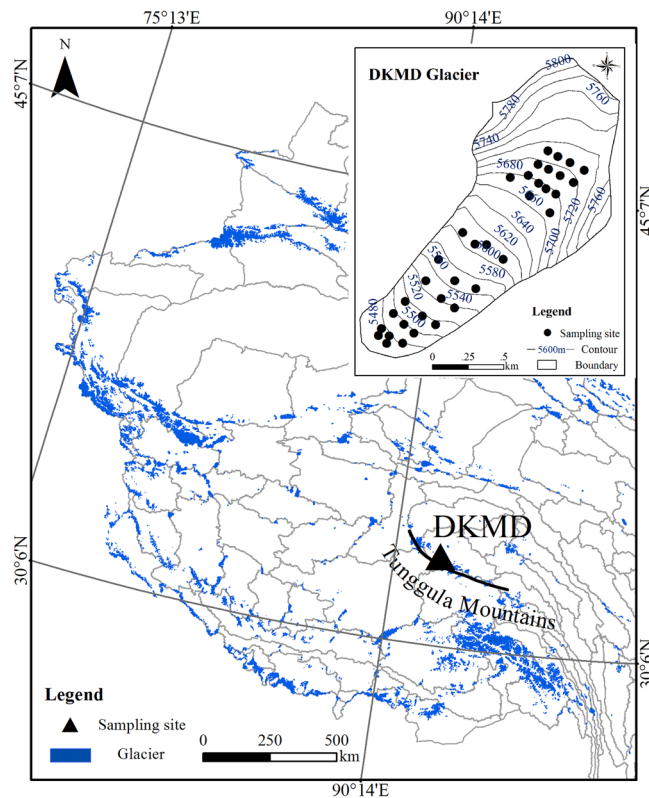 75°13'
90°14'
45°7'N
N
DKMD Glacier
5800
5760
5780
5740
5680
5660
5720
5760
5640
5700
5620
5600
5590
5580
5520
5540
5480
5500
Legend
Sampling site
5600m Contour
Boundary
0 .25 .5
km
45°7'N
DKMD
Tunggula Mountains
30°6'N
30°6'N
Legend
Sampling site
Glacier
0 250 500
km
90°14'E